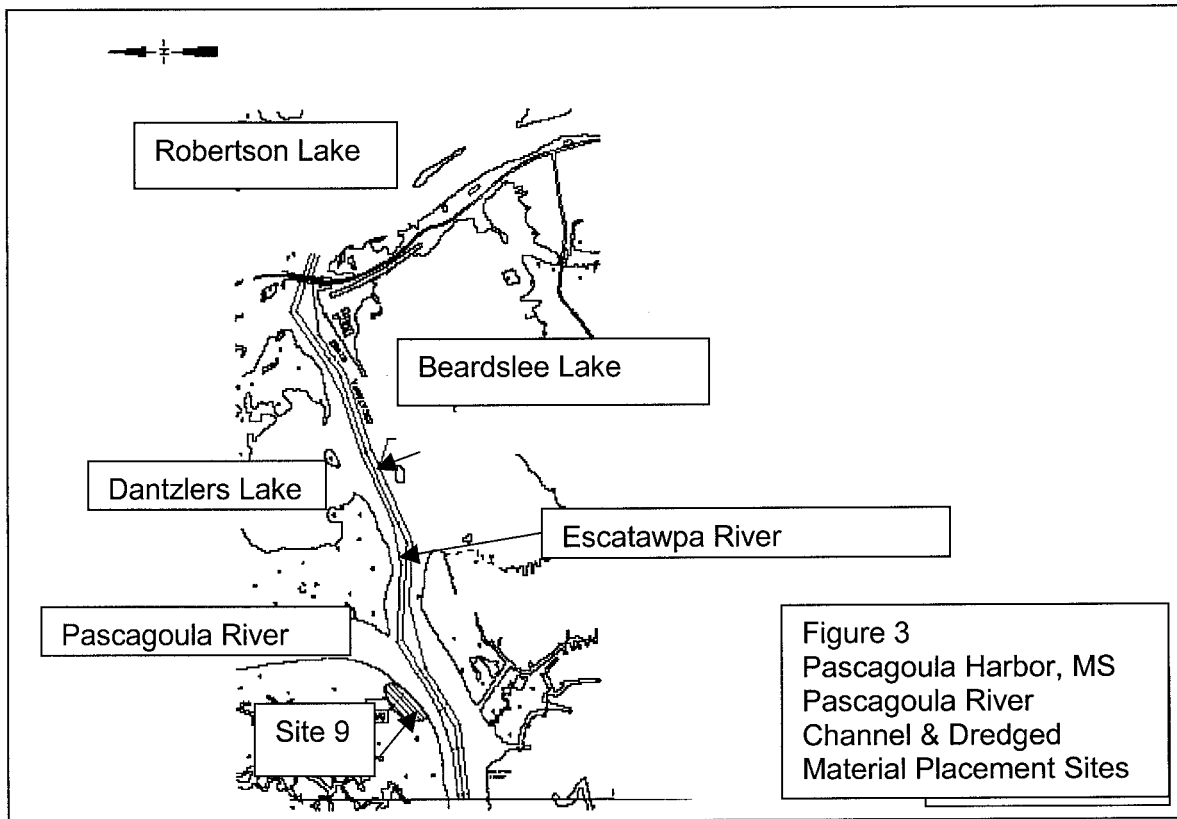 Robertson Lake
Beardslee Lake
Dantzlers Lake
Escatawpa River
Pascagoula River
Site 9
Figure 3
Pascagoula Harbor, MS
Pascagoula River
Channel & Dredged
Material Placement Sites